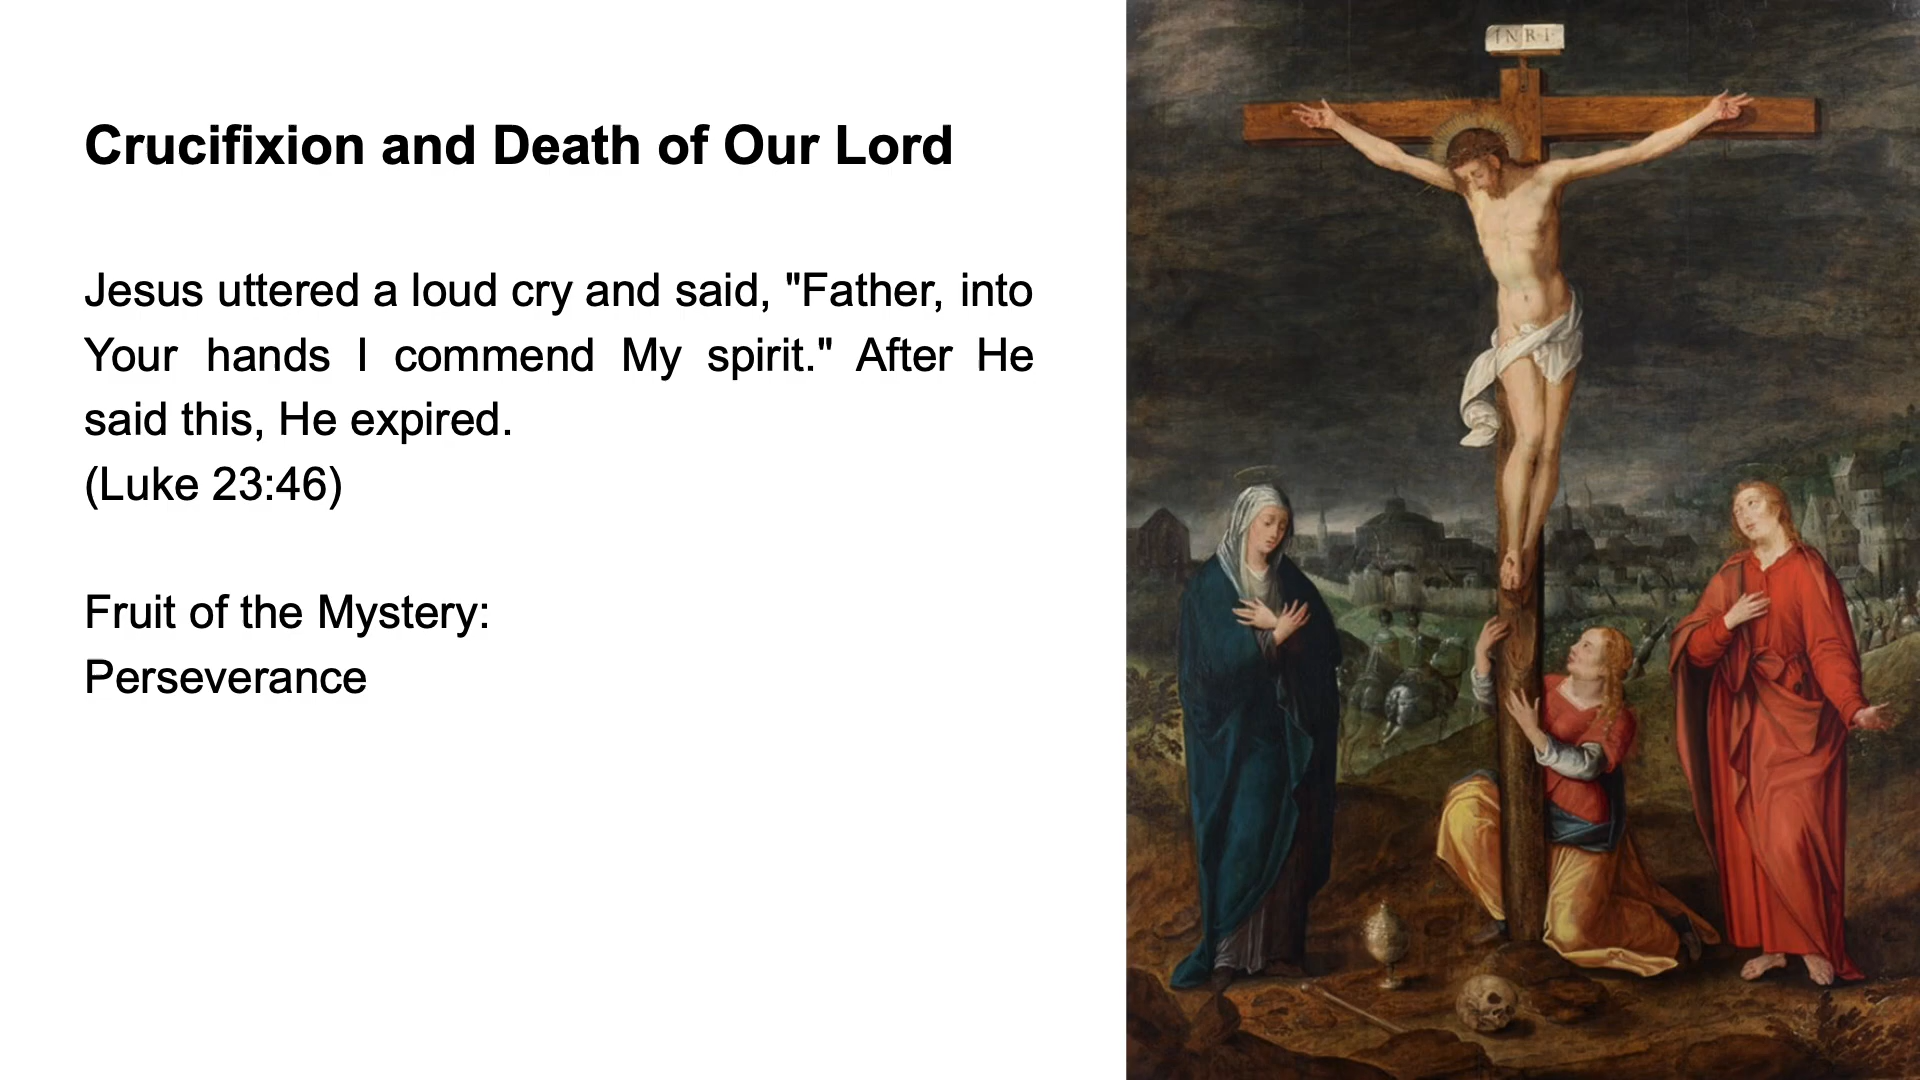 Crucifixion and Death of Our Lord
Jesus uttered a loud cry and said, "Father, into
Your hands I commend My spirit." After He
said this, He expired.
(Luke 23:46)
Fruit of the Mystery:
Perseverance
INRI